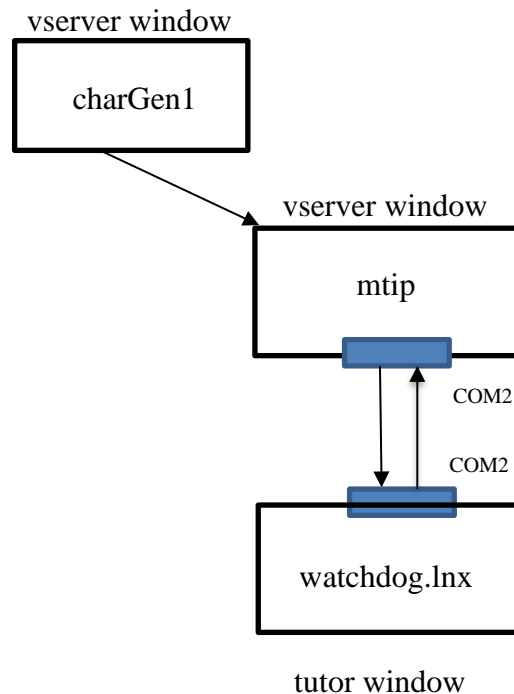 vserver window
charGen1
vserver window
mtip
COM2
COM2
watchdog.lnx
tutor window